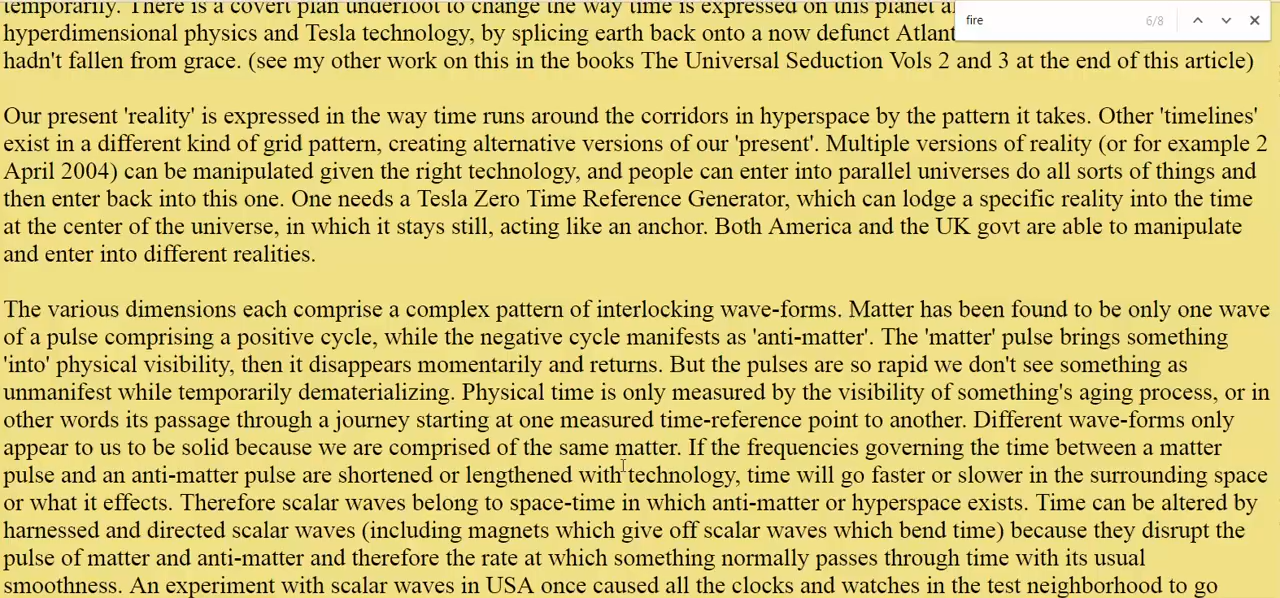 temporarily. There is a covert plan underfoot to change the way time is expressed on this planet
hyperdimensional physics and Tesla technology, by splicing earth back onto a now defunct
hadn't fallen from grace. (see my other work on this in the books The Universal Seduction Vols 2 and 3 at the end of this article)
fire
6/8
Our present 'reality' is expressed in the way time runs around the corridors in hyperspace by the pattern it takes. Other 'timelines'
exist in a different kind of grid pattern, creating alternative versions of our 'present'. Multiple versions of reality (or for example 2
April 2004) can be manipulated given the right technology, and people can enter into parallel universes do all sorts of things and
then enter back into this one. One needs a Tesla Zero Time Reference Generator, which can lodge a specific reality into the time
at the center of the universe, in which it stays still, acting like an anchor. Both America and the UK govt are able to manipulate
and enter into different realities.
The various dimensions each comprise a complex pattern of interlocking wave-forms. Matter has been found to be only one wave
of a pulse comprising a positive cycle, while the negative cycle manifests as 'anti-matter'. The 'matter' pulse brings something
'into' physical visibility, then it disappears momentarily and returns. But the pulses are so rapid we don't see something as
unmanifest while temporarily dematerializing. Physical time is only measured by the visibility of something's aging process, or in
other words its passage through a journey starting at one measured time-reference point to another. Different wave-forms only
appear to us to be solid because we are comprised of the same matter. If the frequencies governing the time between a matter
pulse and an anti-matter pulse are shortened or lengthened with technology, time will go faster or slower in the surrounding space
or what it effects. Therefore scalar waves belong to space-time in which anti-matter or hyperspace exists. Time can be altered by
harnessed and directed scalar waves (including magnets which give off scalar waves which bend time) because they disrupt the
pulse of matter and anti-matter and therefore the rate at which something normally passes through time with its usual
smoothness. An experiment with scalar waves in USA once caused all the clocks and watches in the test neighborhood to go